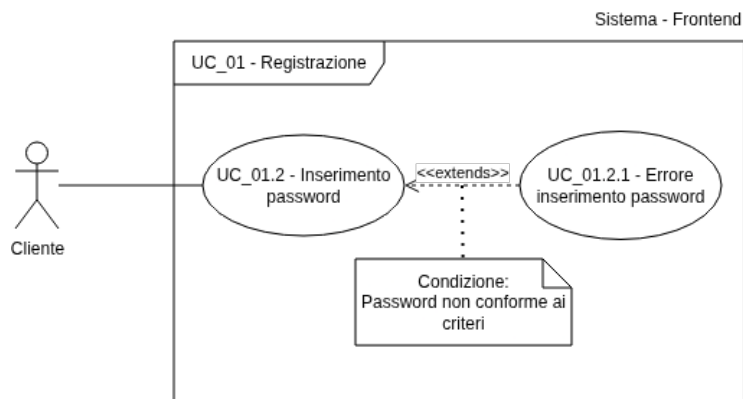 Sistema - Frontend
UC_01 - Registrazione
UC_01.2 - Inserimento
password
<<extends>>
UC_01.2.1 - Errore
inserimento password
Cliente
Condizione:
Password non conforme ai
criteri